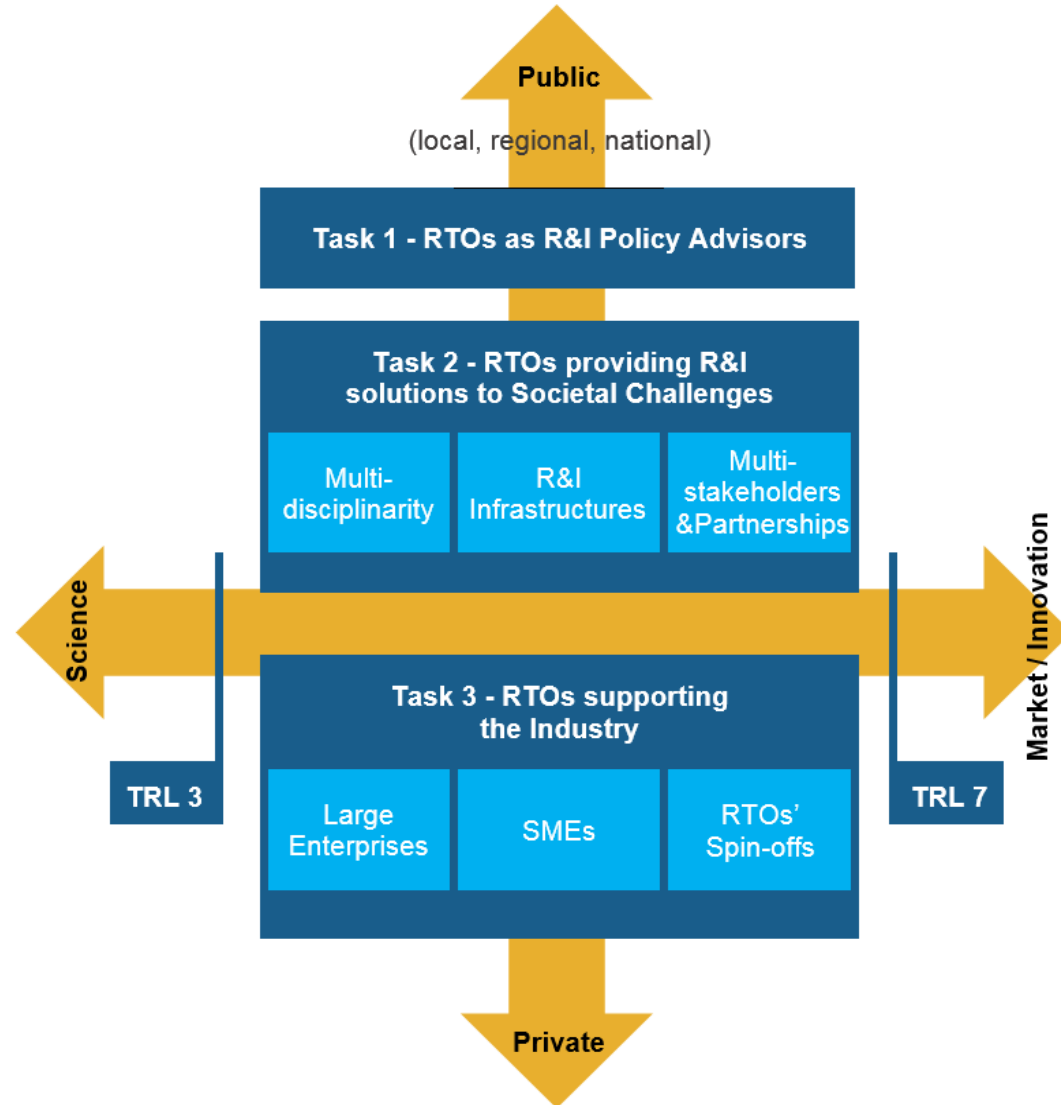 Public
(local, regional, national)
Task 1 - RTOs as R&I Policy Advisors
Task 2 - RTOs providing R&I
solutions to Societal Challenges
Multi-
disciplinarity
R&I
Infrastructures
Multi-
stakeholders
&Partnerships
Science
Market / Innovation
Task 3 - RTOs supporting
the Industry
TRL 3
TRL 7
Large
Enterprises
SMEs
RTOs’
Spin-offs
Private